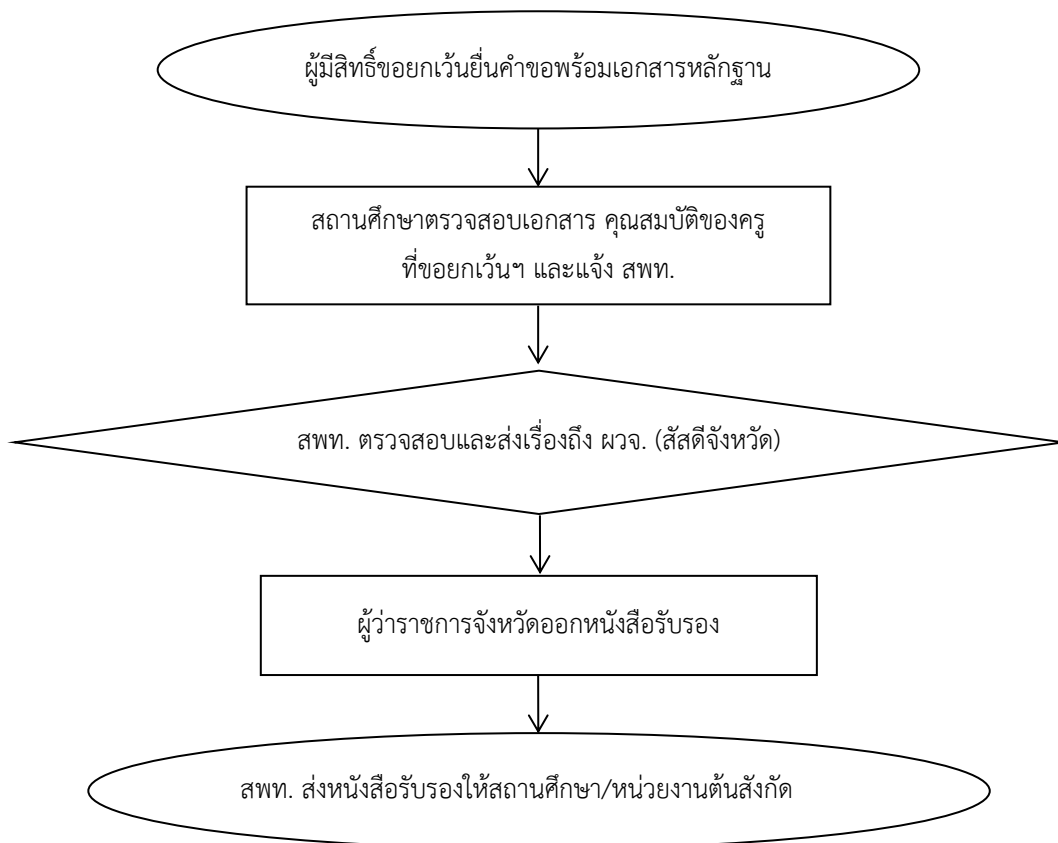 ผู้มีสิทธิ์ขอยกเว้นยื่นคำขอพร้อมเอกสารหลักฐาน
สถานศึกษาตรวจสอบเอกสาร คุณสมบัติของครู
ที่ขอยกเว้นฯ และแจ้ง สพท.
สพท. ตรวจสอบและส่งเรื่องถึง ผวจ. (สัสดีจังหวัด)
ผู้ว่าราชการจังหวัดออกหนังสือรับรอง
สพท. ส่งหนังสือรับรองให้สถานศึกษา/หน่วยงานต้นสังกัด